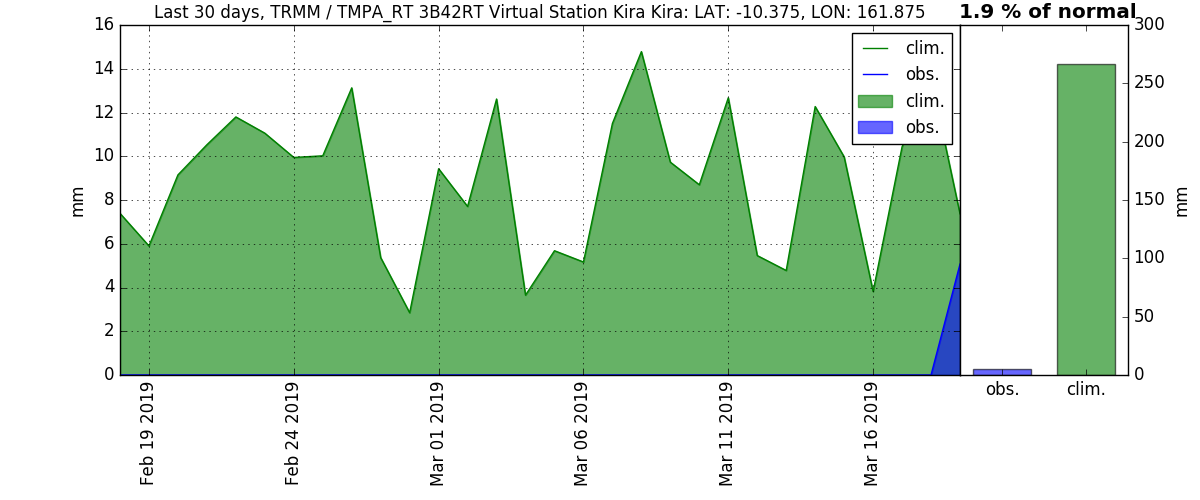 Last 30 days, TRMM / TMPA_RT 3B42RT Virtual Station Kira Kira: LAT: -10.375, LON: 161.875
1.9 % of normal
16
14
12
10
8
6
4
2
0
mm
clim.
obs.
clim.
obs.
300
250
200
150
100
50
0
mm
Feb 19 2019
Feb 24 2019
Mar 01 2019
Mar 06 2019
Mar 11 2019
Mar 16 2019
obs.
clim.